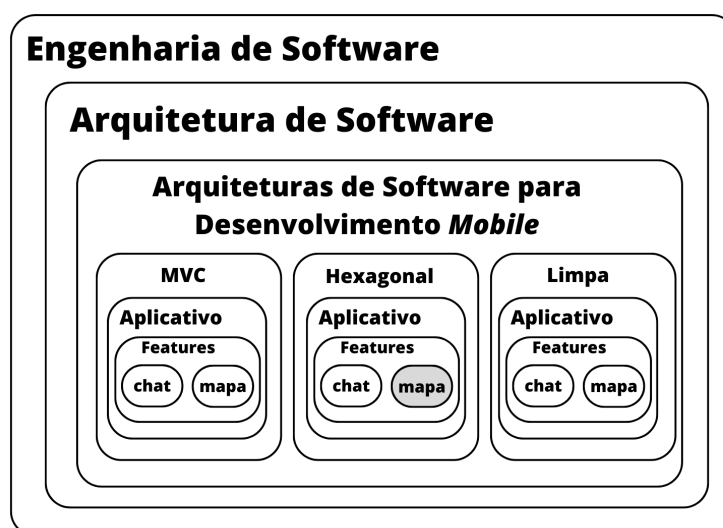 Engenharia de Software
Arquitetura de Software
Arquiteturas de Software para
Desenvolvimento Mobile
MVC
Aplicativo
Features
chat mapa
Hexagonal
Aplicativo
Features
chat mapa
Limpa
Aplicativo
Features
chat mapa